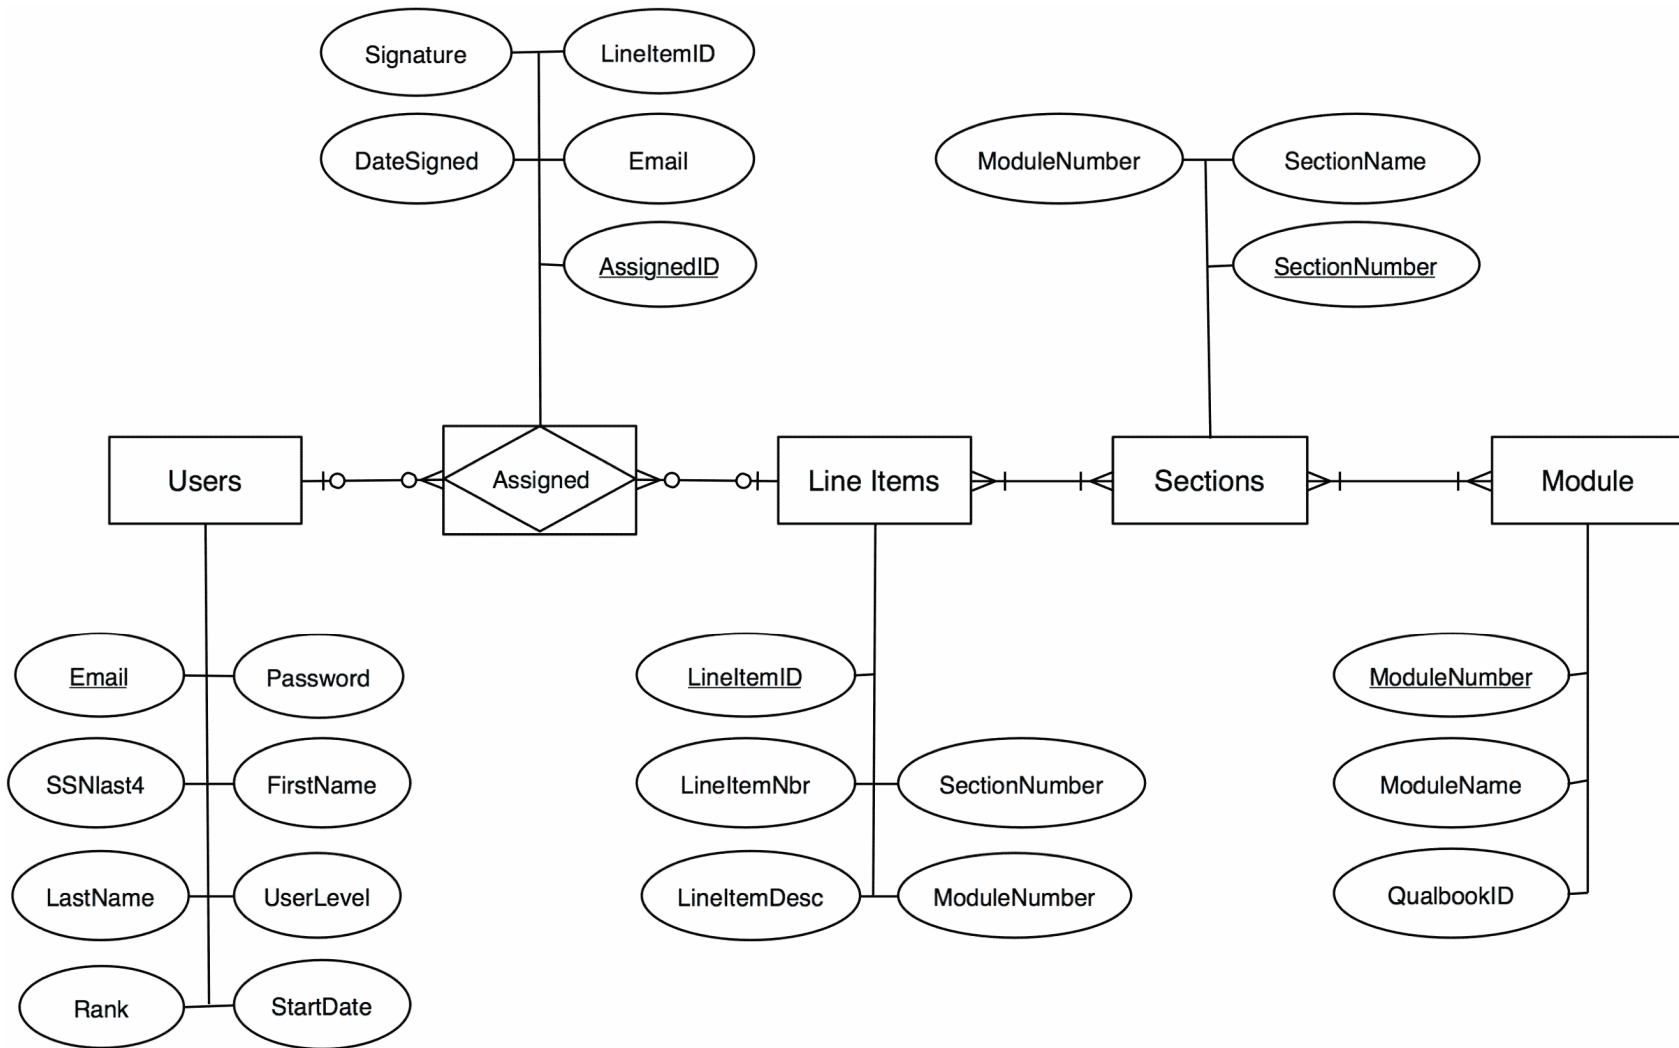 Signature
LineItemID
DateSigned
Email
AssignedID
ModuleNumber
SectionName
SectionNumber
Users
Assigned
Line Items
Sections
Module
Email
Password
SSNlast4
FirstName
LastName
UserLevel
Rank
StartDate
LineItemID
LineItemNbr
SectionNumber
LineItemDesc
ModuleNumber
ModuleNumber
ModuleName
QualbookID